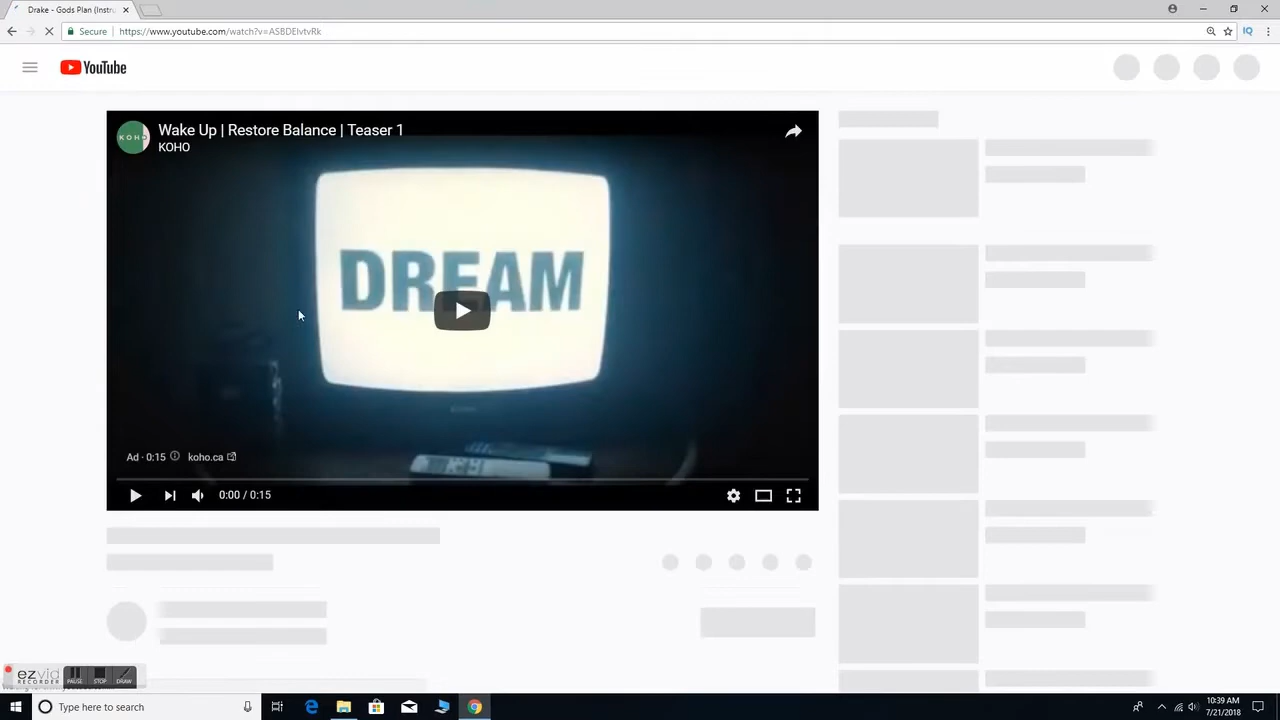 Drake - Gods Plan (Instru
Secure
https://www.youtube.com/watch?v=ASBDElvtvRk
YouTube
KOHO
Wake Up | Restore Balance | Teaser 1
KOHO
DREAM
Ad · 0:15
koho.ca
0:00 / 0:15
ezvid
RECORDER
PAUSE
STOP
DRAW
Type here to search
10:39 AM
7/21/2018